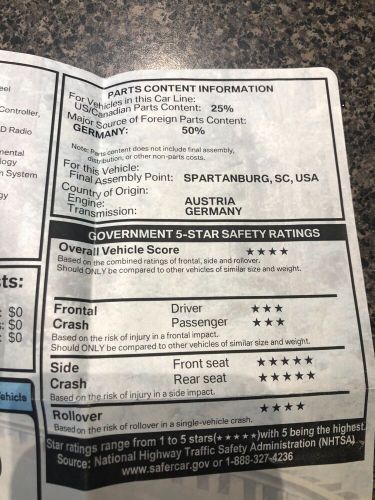 eel
Controller,
D Radio
mental
logy
n System
gy
sts:
: $0
: $0
: $0
ehicle
PARTS CONTENT INFORMATION
For Vehicles in this Car Line:
US/Canadian Parts Content: 25%
Major Source of Foreign Parts Content:
GERMANY: 50%
Note: Parts content does not include final assembly,
distribution, or other non-parts costs.
For this Vehicle:
Final Assembly Point: SPARTANBURG, SC, USA
Country of Origin:
Engine: AUSTRIA
Transmission: GERMANY
GOVERNMENT 5-STAR SAFETY RATINGS
Overall Vehicle Score ★★★★
Based on the combined ratings of frontal, side and rollover.
Should ONLY be compared to other vehicles of similar size and weight.
Frontal Driver ★★★
Crash Passenger ★★★
Based on the risk of injury in a frontal impact.
Should ONLY be compared to other vehicles of similar size and weight.
Side Front seat ★★★★★
Crash Rear seat ★★★★★
Based on the risk of injury in a side impact.
Rollover ★★★★
Based on the risk of rollover in a single-vehicle crash.
Star ratings range from 1 to 5 stars(★★★★★)with 5 being the highest.
Source: National Highway Traffic Safety Administration (NHTSA)
www.safercar.gov or 1-888-327-4236